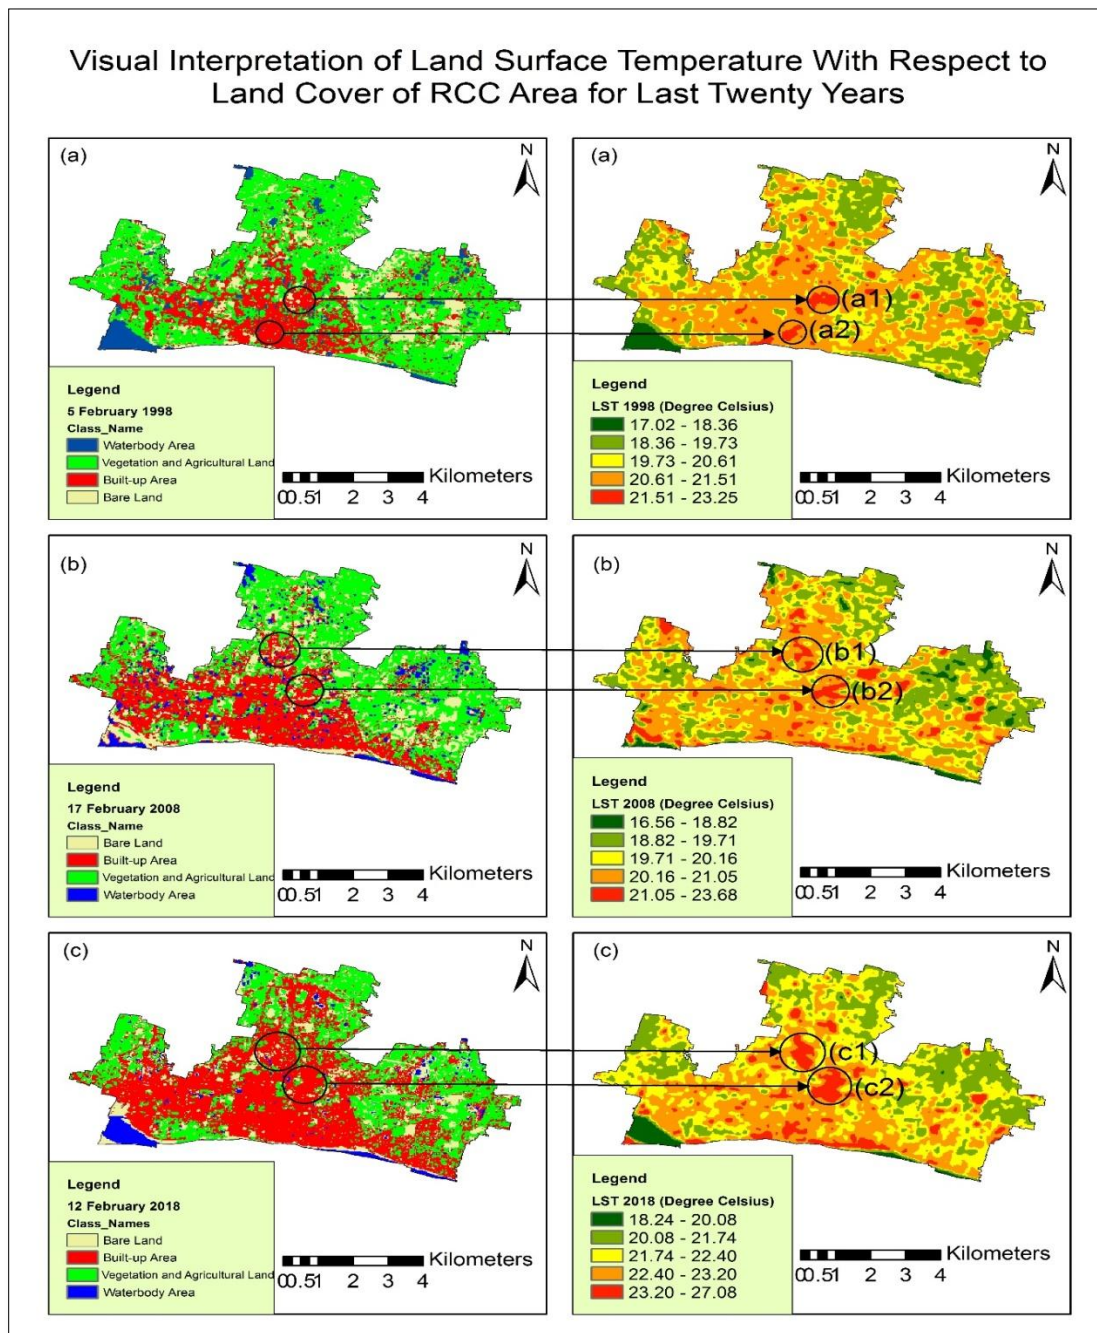 Visual Interpretation of Land Surface Temperature With Respect to
Land Cover of RCC Area for Last Twenty Years
(a)
N
Legend
5 February 1998
Class_Name
Waterbody Area
Vegetation and Agricultural Land
Built-up Area
Bare Land
Kilometers
00.51 2 3 4
(a)
N
(a1)
(a2)
Legend
LST 1998 (Degree Celsius)
17.02 - 18.36
18.36 - 19.73
19.73 - 20.61
20.61 - 21.51
21.51 - 23.25
Kilometers
00.51 2 3 4
(b)
N
Legend
17 February 2008
Class_Name
Bare Land
Built-up Area
Vegetation and Agricultural Land
Waterbody Area
Kilometers
00.51 2 3 4
(b)
N
(b1)
(b2)
Legend
LST 2008 (Degree Celsius)
16.56 - 18.82
18.82 - 19.71
19.71 - 20.16
20.16 - 21.05
21.05 - 23.68
Kilometers
00.51 2 3 4
(c)
N
Legend
12 February 2018
Class_Names
Bare Land
Built-up Area
Vegetation and Agricultural Land
Waterbody Area
Kilometers
00.51 2 3 4
(c)
N
(c1)
(c2)
Legend
LST 2018 (Degree Celsius)
18.24 - 20.08
20.08 - 21.74
21.74 - 22.40
22.40 - 23.20
23.20 - 27.08
Kilometers
00.51 2 3 4